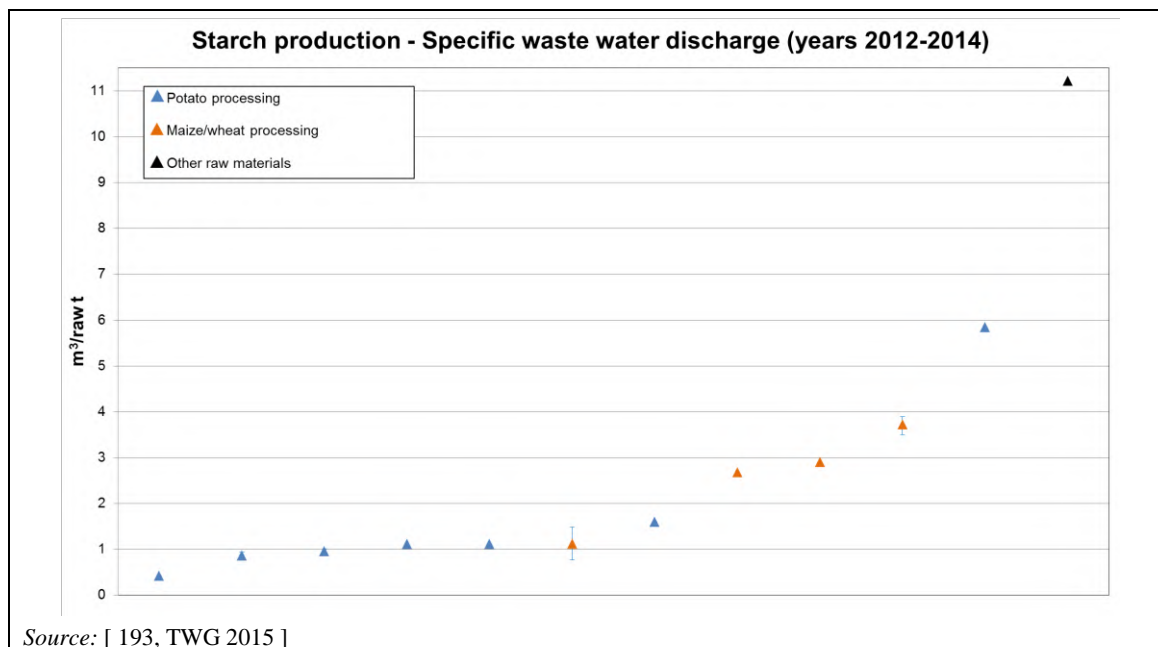 Starch production - Specific waste water discharge (years 2012-2014)
Potato processing
Maize/wheat processing
Other raw materials
m³/raw t
11
10
9
8
7
6
5
4
3
2
1
0
Source: [ 193, TWG 2015 ]